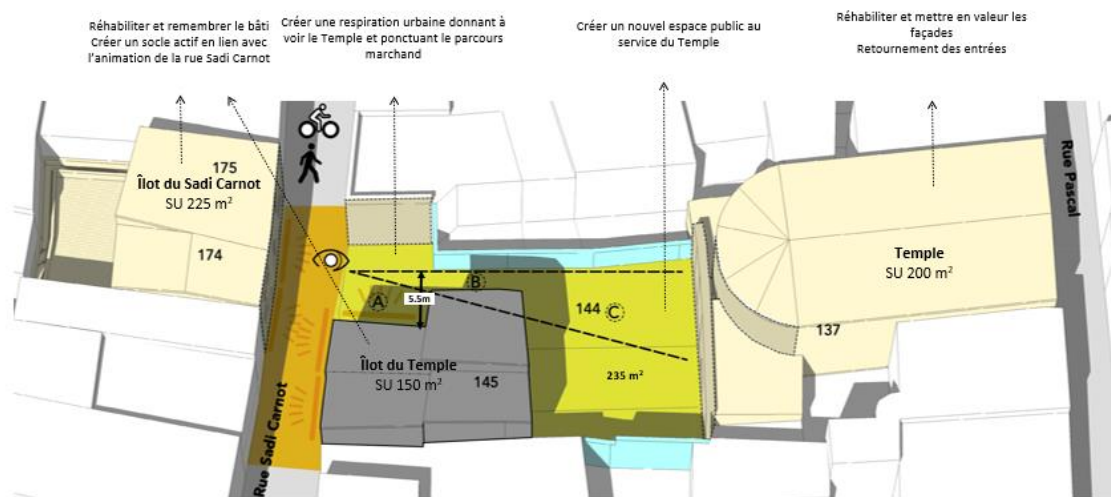 Réhabiliter et remembrer le bâti
Créer un socle actif en lien avec
l'animation de la rue Sadi Carnot
Créer une respiration urbaine donnant à
voir le Temple et ponctuant le parcours
marchand
Créer un nouvel espace public au
service du Temple
Réhabiliter et mettre en valeur les
façades
Retournement des entrées
175
Îlot du Sadi Carnot
SU 225 m²
174
Rue Sadi Carnot
A
5.5m
B
144
C
235 m²
Îlot du Temple
SU 150 m²
145
Temple
SU 200 m²
137
Rue Pascal